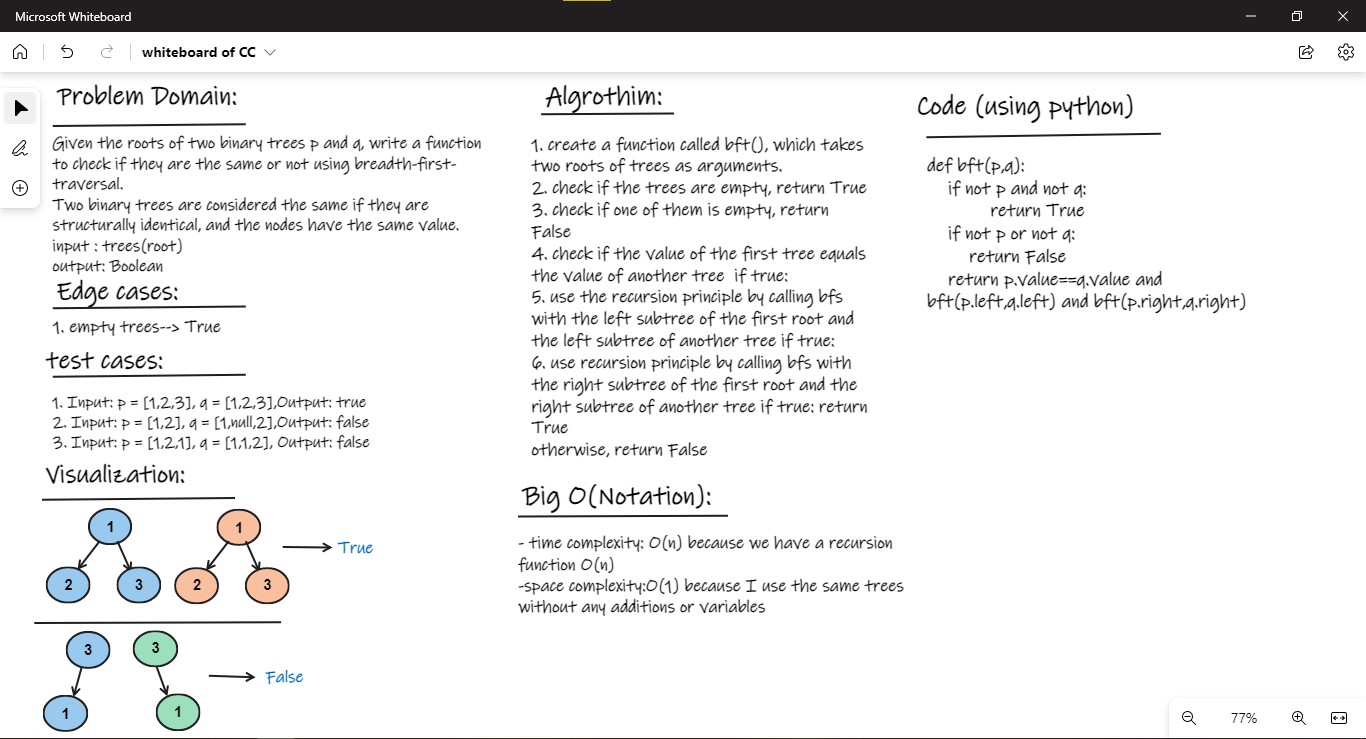 Microsoft Whiteboard
whiteboard of CC
Problem Domain:
Given the roots of two binary trees p and q, write a function
to check if they are the same or not using breadth-first-
traversal.
Two binary trees are considered the same if they are
structurally identical, and the nodes have the same value.
input : trees(root)
output: Boolean
Edge cases:
1. empty trees--> True
test cases:
1. Input: p = [1,2,3], q = [1,2,3],Output: true
2. Input: p = [1,2], q = [1,null,2],Output: false
3. Input: p = [1,2,1], q = [1,1,2], Output: false
Visualization:
1 1
True
2 3 2 3
3 3
False
1 1
Algrothim:
1. create a function called bft(), which takes
two roots of trees as arguments.
2. check if the trees are empty, return True
3. check if one of them is empty, return
False
4. check if the value of the first tree equals
the value of another tree if true:
5. use the recursion principle by calling bfs
with the left subtree of the first root and
the left subtree of another tree if true:
6. use recursion principle by calling bfs with
the right subtree of the first root and the
right subtree of another tree if true: return
True
otherwise, return False
Big O(Notation):
- time complexity: O(n) because we have a recursion
function O(n)
-space complexity:O(1) because I use the same trees
without any additions or variables
Code (using python)
def bft(p,q):
if not p and not q:
return True
if not p or not q:
return False
return p.value==q.value and
bft(p.left,q.left) and bft(p.right,q.right)
77%